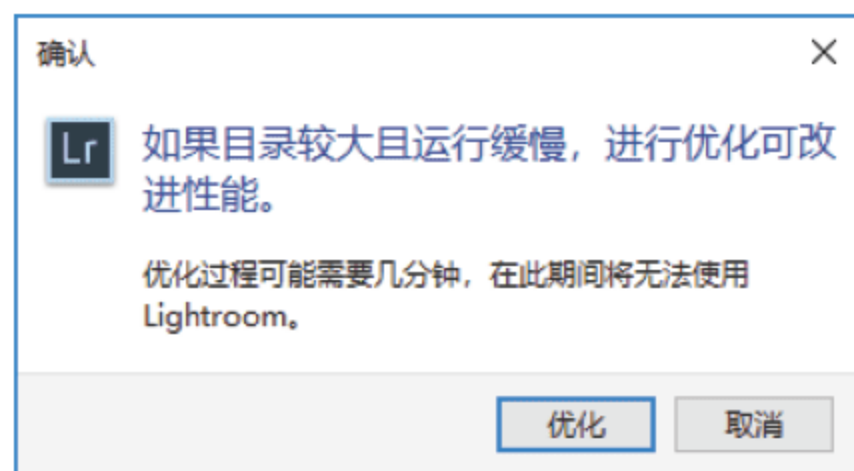 确认
Lr
如果目录较大且运行缓慢，进行优化可改
进性能。
优化过程可能需要几分钟，在此期间将无法使用
Lightroom。
优化
取消